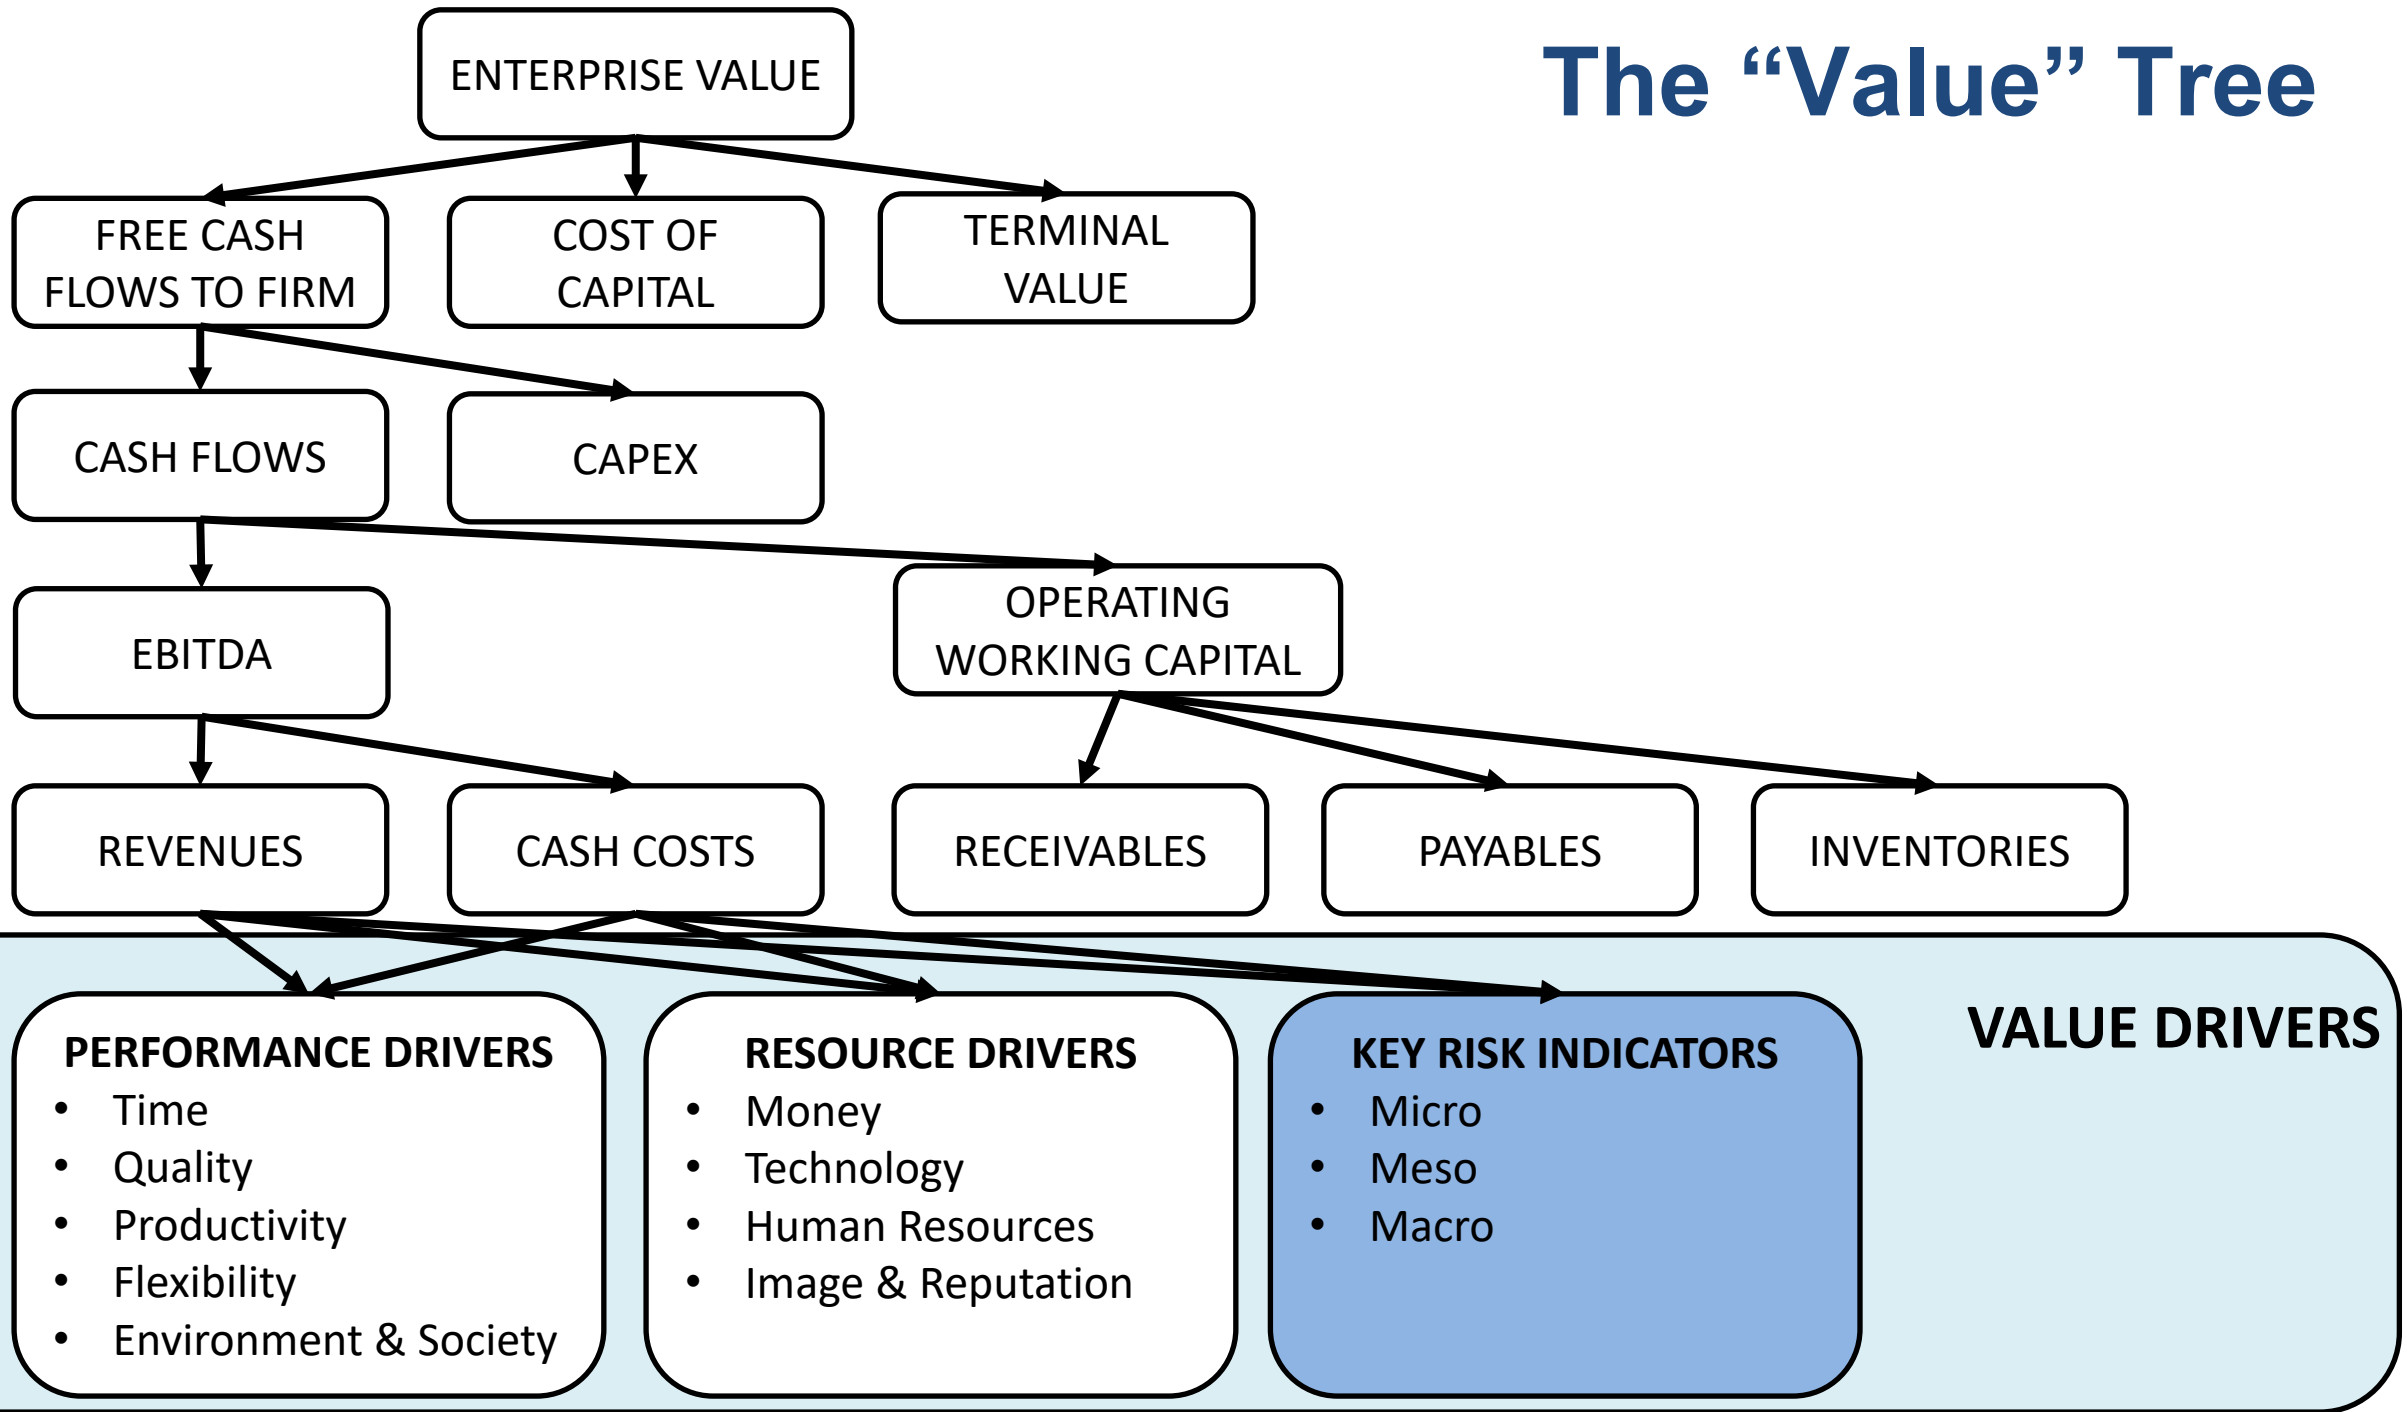 The “Value” Tree
ENTERPRISE VALUE
FREE CASH
FLOWS TO FIRM
COST OF
CAPITAL
TERMINAL
VALUE
CASH FLOWS
CAPEX
EBITDA
OPERATING
WORKING CAPITAL
REVENUES
CASH COSTS
RECEIVABLES
PAYABLES
INVENTORIES
VALUE DRIVERS
PERFORMANCE DRIVERS
• Time
• Quality
• Productivity
• Flexibility
• Environment & Society
RESOURCE DRIVERS
• Money
• Technology
• Human Resources
• Image & Reputation
KEY RISK INDICATORS
• Micro
• Meso
• Macro